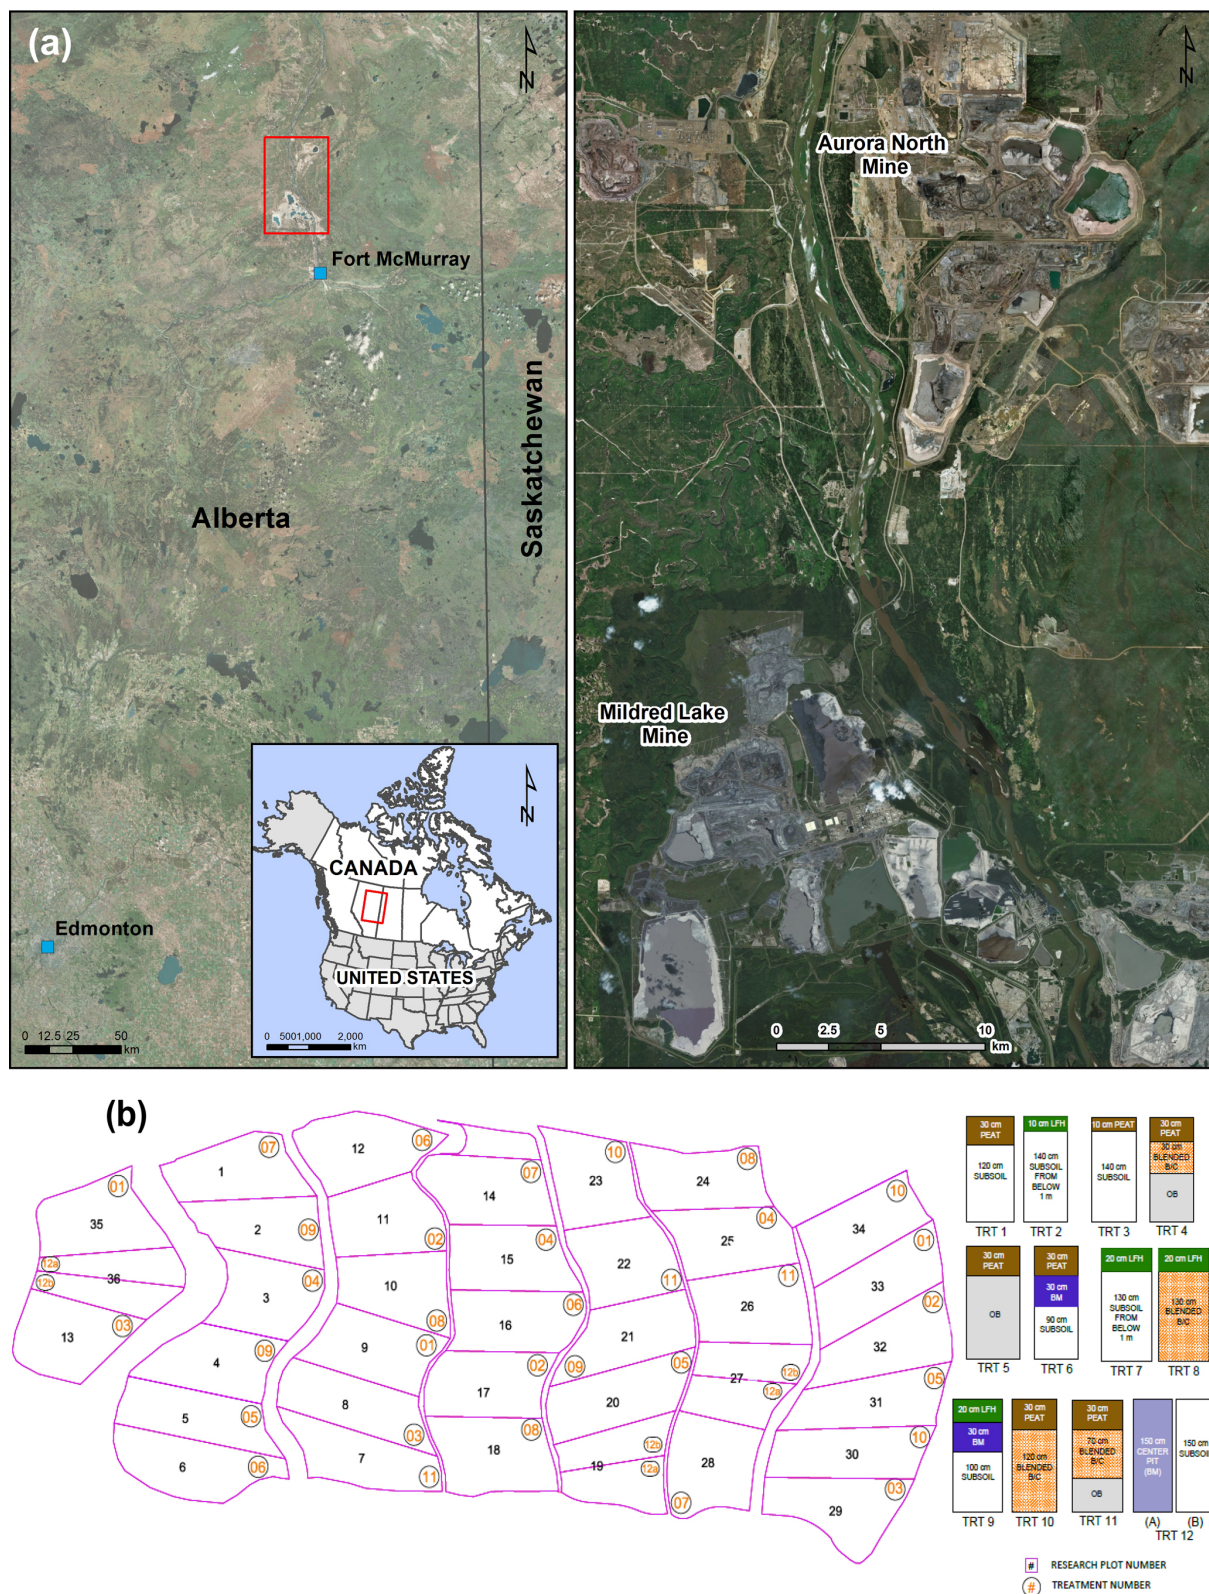 (a)
N
Fort McMurray
Alberta
Saskatchewan
Edmonton
0 12.5 25 50
km
N
CANADA
UNITED STATES
0 5001,000 2,000
km
N
Aurora North
Mine
Mildred Lake
Mine
0 2.5 5 10
km
(b)
01
35
12a
12b
36
03
13
07
1
09
2
04
3
09
4
05
5
06
6
12
06
11
02
10
08
9
01
8
03
7
11
07
14
04
15
06
16
02
17
08
18
10
23
22
11
21
09
05
20
12b
19
12a
08
24
04
25
11
26
27
12b
12a
28
07
10
34
01
33
02
32
05
31
10
30
03
29
30 cm
PEAT
120 cm
SUBSOIL
TRT 1
10 cm LFH
140 cm
SUBSOIL
FROM
BELOW
1 m
TRT 2
10 cm PEAT
140 cm
SUBSOIL
TRT 3
30 cm
PEAT
30 cm
BLENDED
B/C
OB
TRT 4
30 cm
PEAT
OB
TRT 5
30 cm
PEAT
30 cm
BM
90 cm
SUBSOIL
TRT 6
20 cm LFH
130 cm
SUBSOIL
FROM
BELOW
1 m
TRT 7
20 cm LFH
130 cm
BLENDED
B/C
TRT 8
20 cm LFH
30 cm
BM
100 cm
SUBSOIL
TRT 9
30 cm
PEAT
120 cm
BLENDED
B/C
TRT 10
30 cm
PEAT
70 cm
BLENDED
B/C
OB
TRT 11
150 cm
CENTER
PIT
(BM)
(A)
150 cm
SUBSOIL
(B)
TRT 12
# RESEARCH PLOT NUMBER
# TREATMENT NUMBER